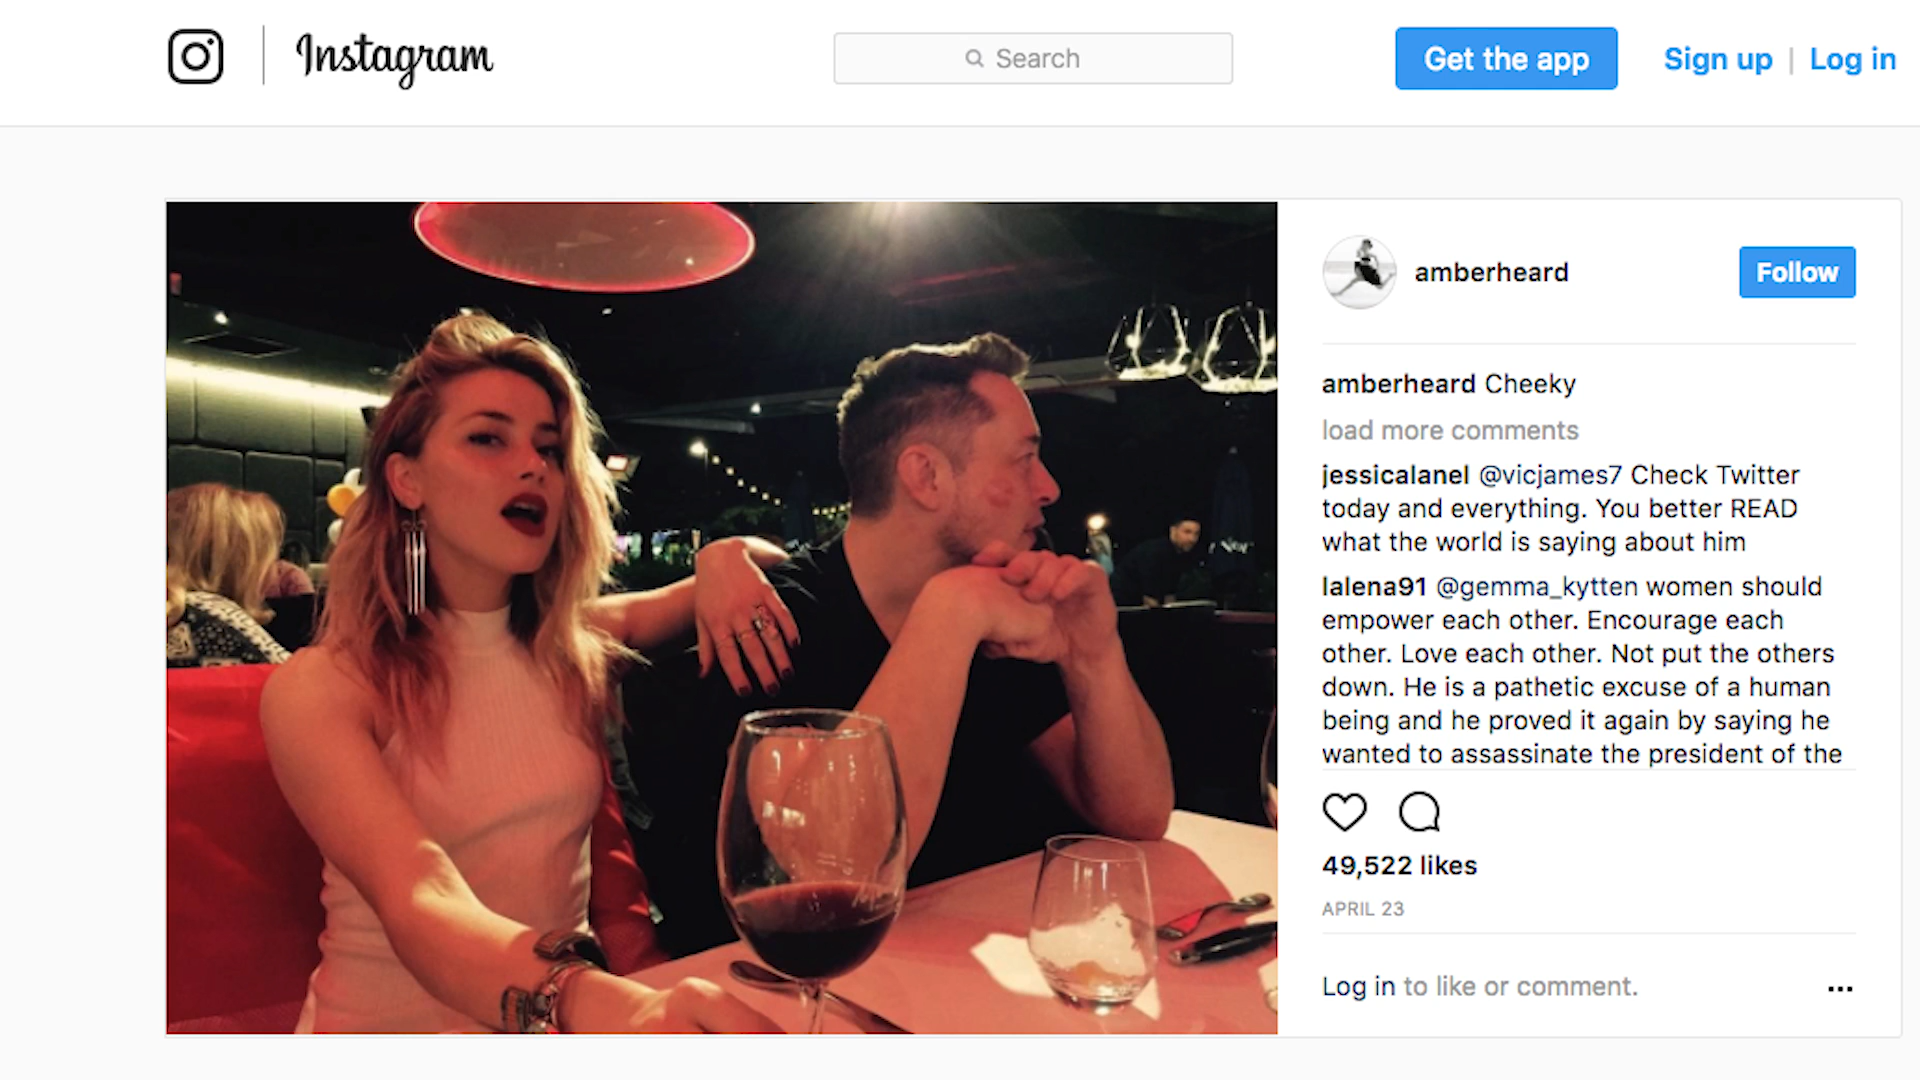 Instagram
Search
Get the app
Sign up | Log in
amberheard
Follow
amberheard Cheeky
load more comments
jessicalanel @vicjames7 Check Twitter
today and everything. You better READ
what the world is saying about him
lalena91 @gemma_kytten women should
empower each other. Encourage each
other. Love each other. Not put the others
down. He is a pathetic excuse of a human
being and he proved it again by saying he
wanted to assassinate the president of the
49,522 likes
APRIL 23
Log in to like or comment.
...